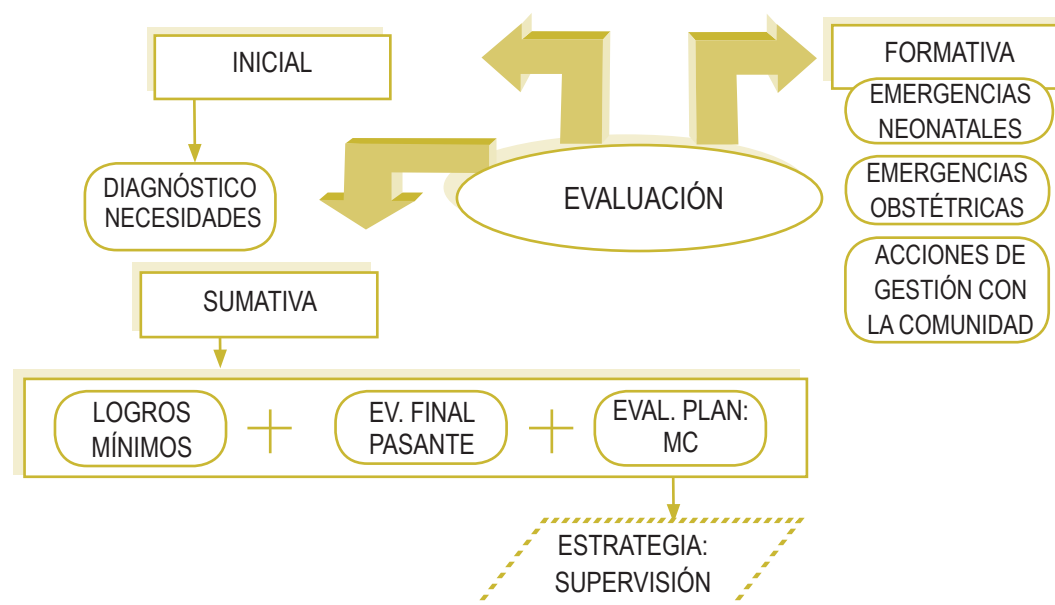 INICIAL
DIAGNÓSTICO
NECESIDADES
EVALUACIÓN
FORMATIVA
EMERGENCIAS
NEONATALES
EMERGENCIAS
OBSTÉTRICAS
ACCIONES DE
GESTIÓN CON
LA COMUNIDAD
SUMATIVA
LOGROS
MÍNIMOS
+
EV. FINAL
PASANTE
+
EVAL. PLAN:
MC
ESTRATEGIA:
SUPERVISIÓN